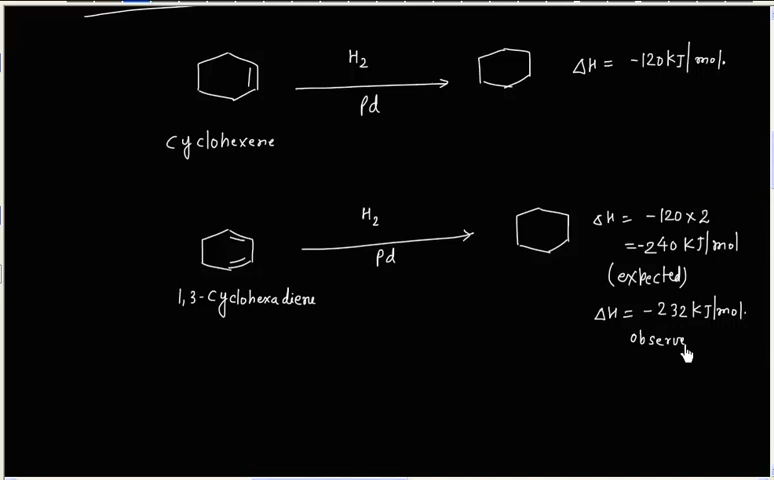 H2
Pd
ΔH = -120 KJ/mol.
Cyclohexene
H2
Pd
ΔH = -120 × 2
= -240 KJ/mol
(expected)
1,3-Cyclohexadiene
ΔH = -232 KJ/mol.
observe